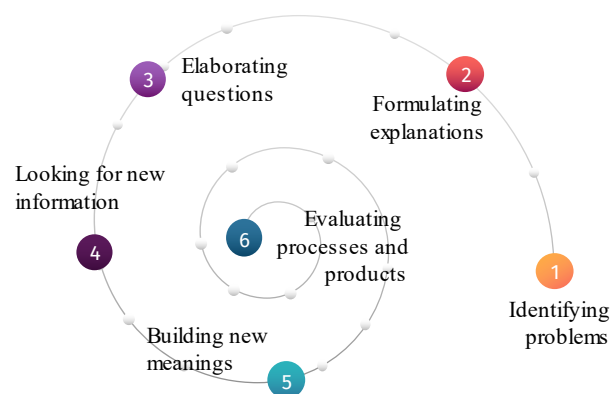 1
Identifying
problems
2
Formulating
explanations
3
Elaborating
questions
4
Looking for new
information
5
Building new
meanings
6
Evaluating
processes and
products